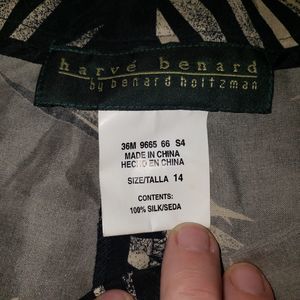 harvé benard
by benard holtzman
36M 9665 66 S4
MADE IN CHINA
HECHO EN CHINA
SIZE/TALLA 14
CONTENTS:
100% SILK/SEDA